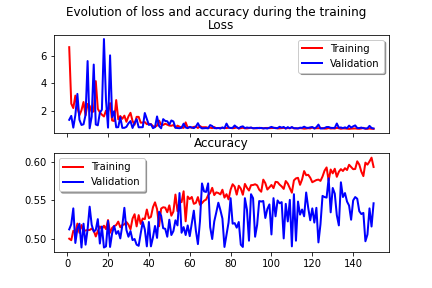 Evolution of loss and accuracy during the training
Loss
6
4
2
Training
Validation
Accuracy
0.60
0.55
0.50
Training
Validation
0 20 40 60 80 100 120 140